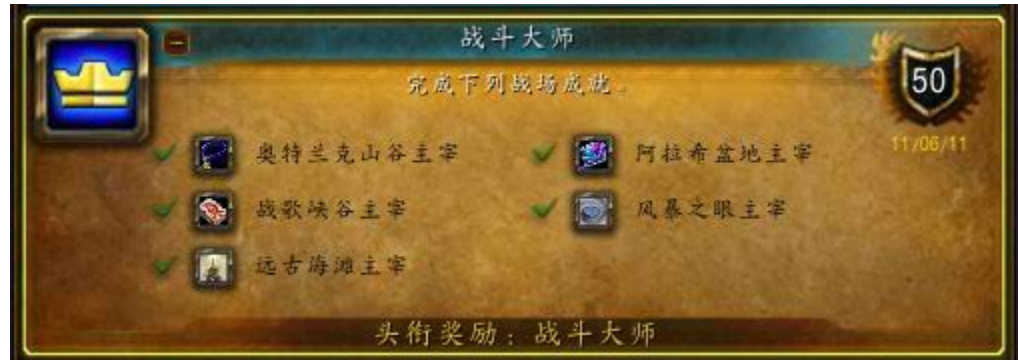 战斗大师
完成下列战场成就。
50
11/06/11
奥特兰克山谷主宰
阿拉希盆地主宰
战歌峡谷主宰
风暴之眼主宰
远古海滩主宰
头衔奖励：战斗大师